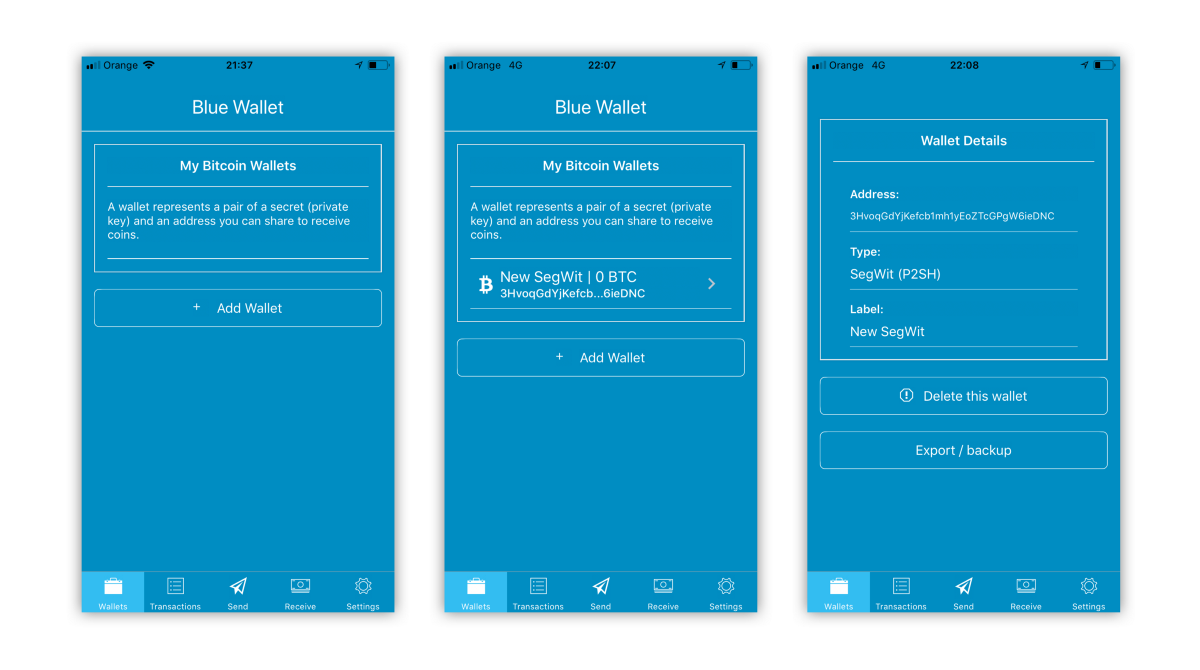 Orange 21:37
Blue Wallet
My Bitcoin Wallets
A wallet represents a pair of a secret (private
key) and an address you can share to receive
coins.
+ Add Wallet
Wallets Transactions Send Receive Settings
Orange 4G 22:07
Blue Wallet
My Bitcoin Wallets
A wallet represents a pair of a secret (private
key) and an address you can share to receive
coins.
New SegWit | 0 BTC
3HvoqGdYjKefcb...6ieDNC
+ Add Wallet
Wallets Transactions Send Receive Settings
Orange 4G 22:08
Wallet Details
Address:
3HvoqGdYjKefcb1mh1yEoZTcGPgW6ieDNC
Type:
SegWit (P2SH)
Label:
New SegWit
Delete this wallet
Export / backup
Wallets Transactions Send Receive Settings